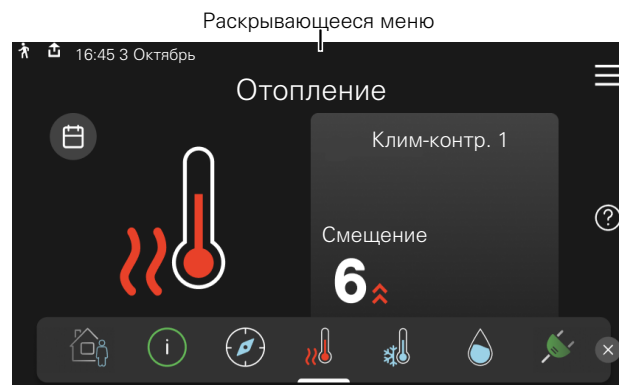 Раскрывающееся меню
16:45 3 Октябрь
Отопление
Клим-контр. 1
Смещение
6